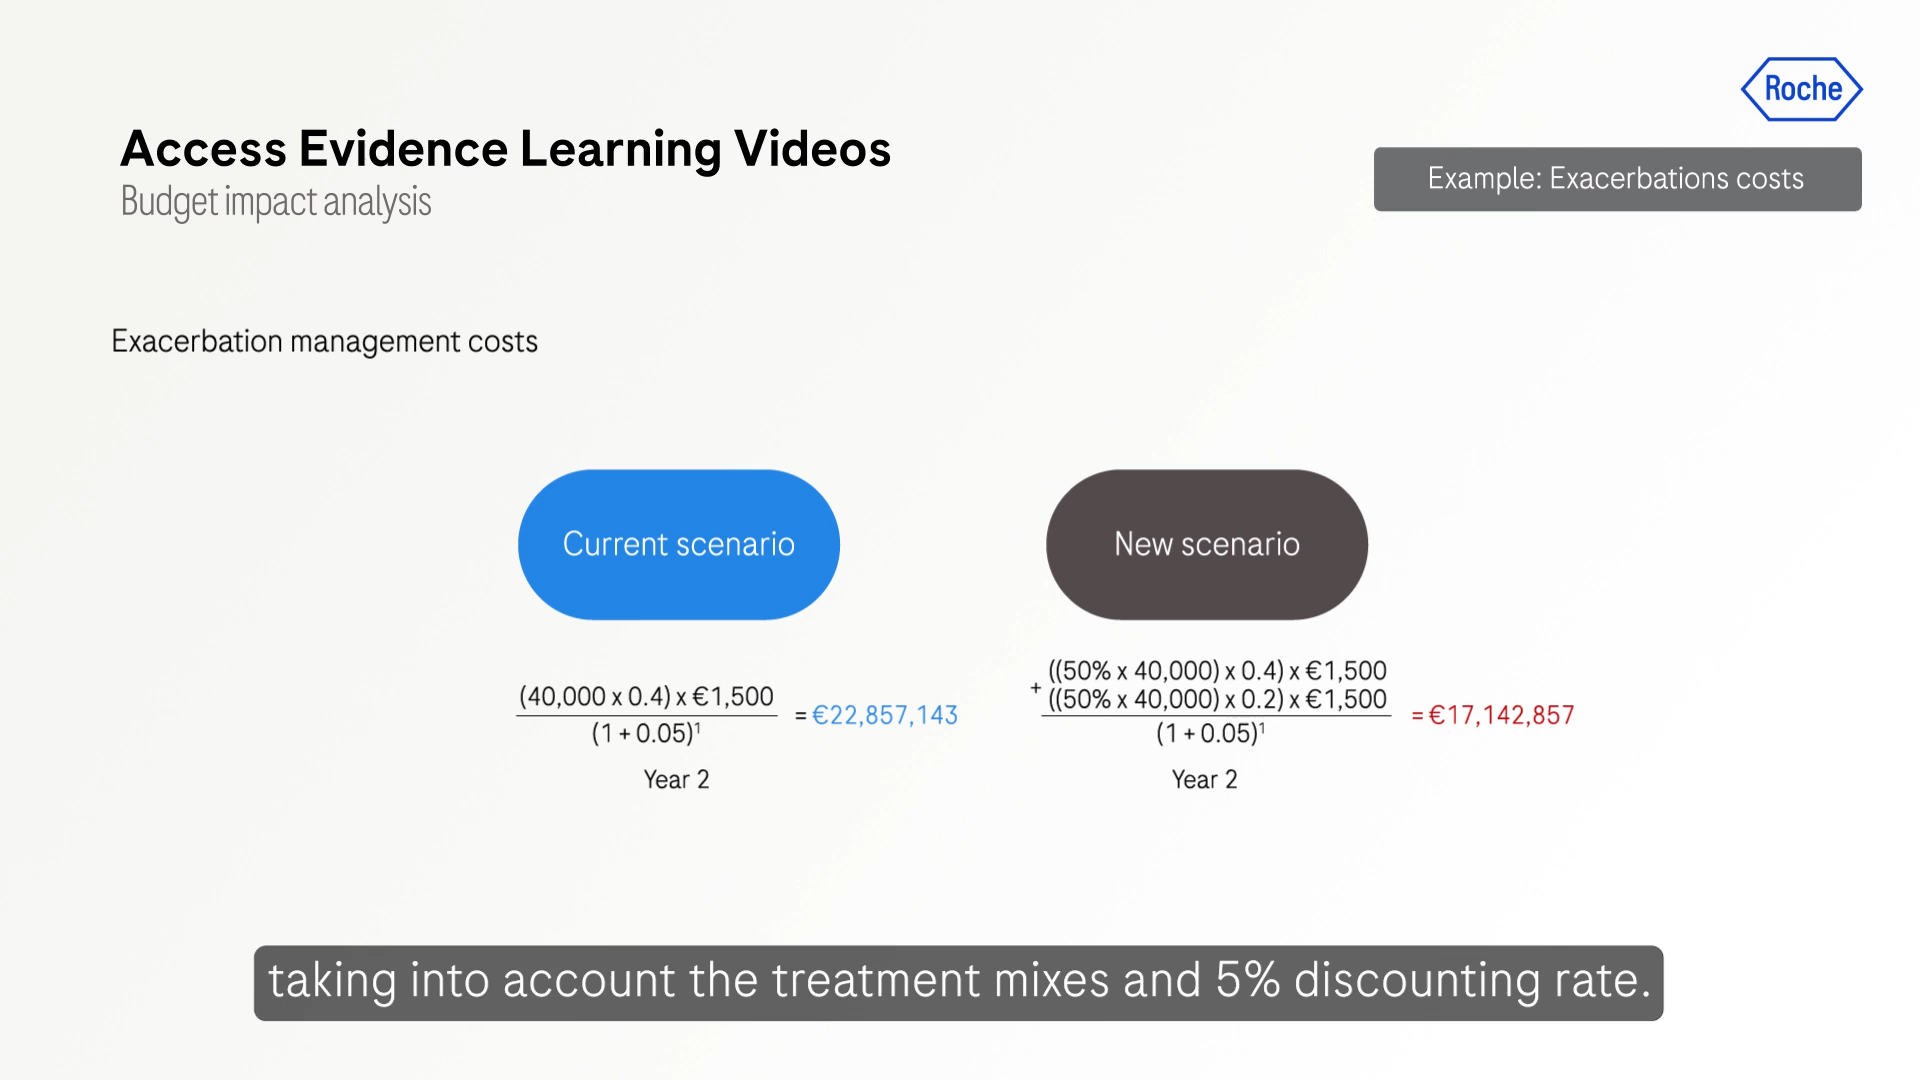 Roche
Access Evidence Learning Videos
Budget impact analysis
Example: Exacerbations costs
Exacerbation management costs
Current scenario
New scenario
(40,000 x 0.4) x €1,500
(1 + 0.05)¹
= €22,857,143
Year 2
((50% x 40,000) x 0.4) x €1,500
+ ((50% x 40,000) x 0.2) x €1,500
(1 + 0.05)¹
= €17,142,857
Year 2
taking into account the treatment mixes and 5% discounting rate.